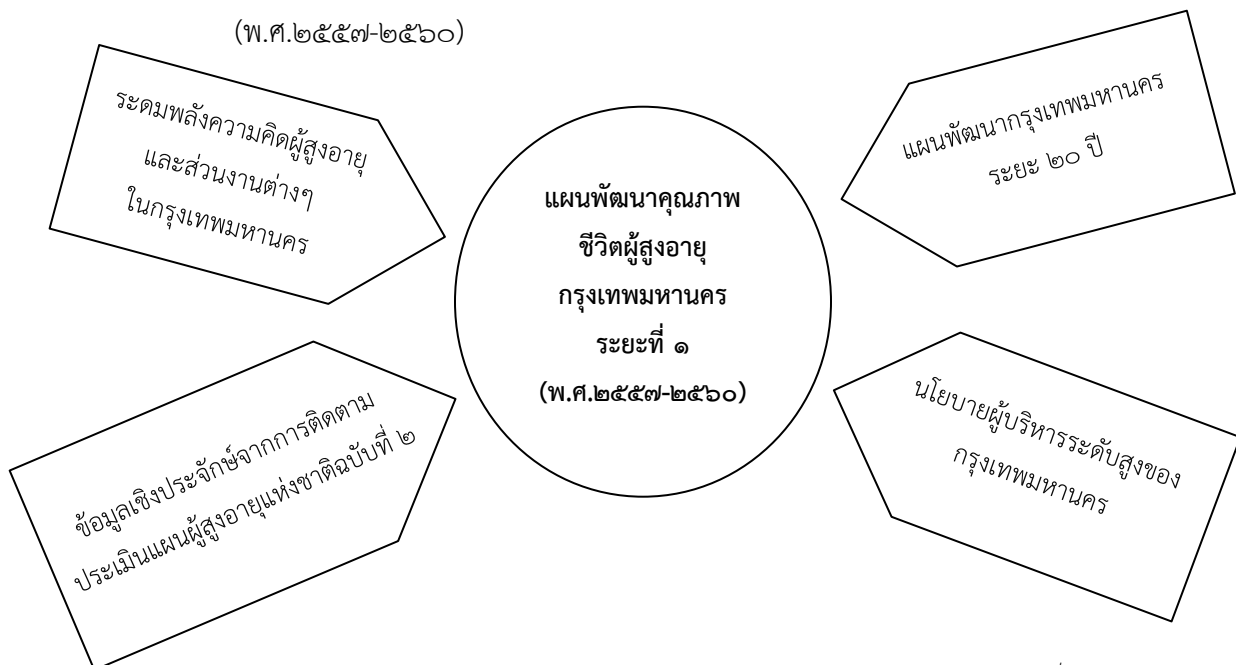 (พ.ศ.๒๕๕๗-๒๕๖๐)
ระดมพลังความคิดผู้สูงอายุ
และส่วนงานต่างๆ
ในกรุงเทพมหานคร
แผนพัฒนากรุงเทพมหานคร
ระยะ ๒๐ ปี
แผนพัฒนาคุณภาพ
ชีวิตผู้สูงอายุ
กรุงเทพมหานคร
ระยะที่ ๑
(พ.ศ.๒๕๕๗-๒๕๖๐)
ข้อมูลเชิงประจักษ์จากการติดตาม
ประเมินแผนผู้สูงอายุแห่งชาติฉบับที่ ๒
นโยบายผู้บริหารระดับสูงของ
กรุงเทพมหานคร